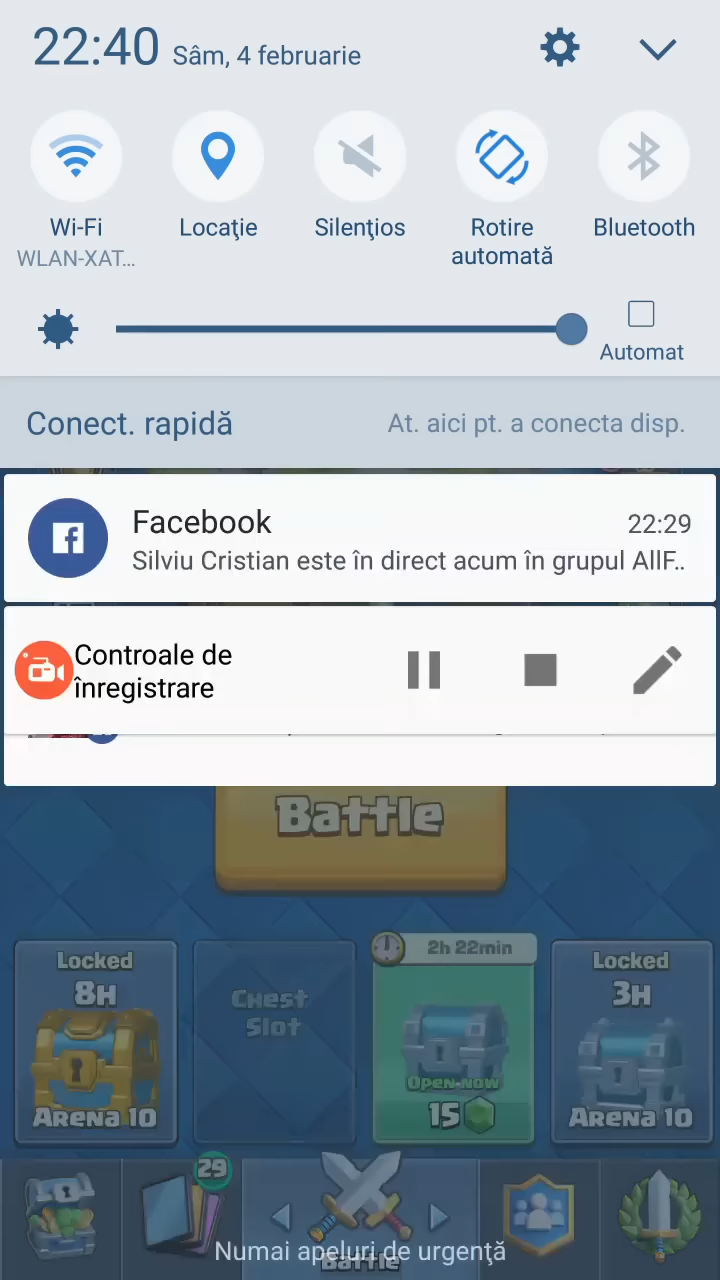 22:40 Sâm, 4 februarie
Wi-Fi
WLAN-XAT...
Locaţie
Silenţios
Rotire
automată
Bluetooth
Automat
Conect. rapidă
At. aici pt. a conecta disp.
Facebook
22:29
Silviu Cristian este în direct acum în grupul AllF..
Controale de
înregistrare
Battle
Locked
8H
Arena 10
Chest
Slot
2h 22min
Open now
15
Locked
3H
Arena 10
29
Battle
Numai apeluri de urgenţă